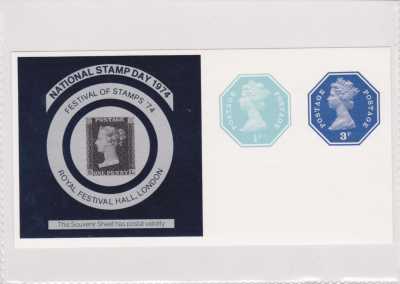 NATIONAL STAMP DAY 1974
FESTIVAL OF STAMPS '74
POSTAGE
ONE PENNY
ROYAL FESTIVAL HALL, LONDON
This Souvenir Sheet has postal validity
POSTAGE POSTAGE
½P
POSTAGE POSTAGE
3P